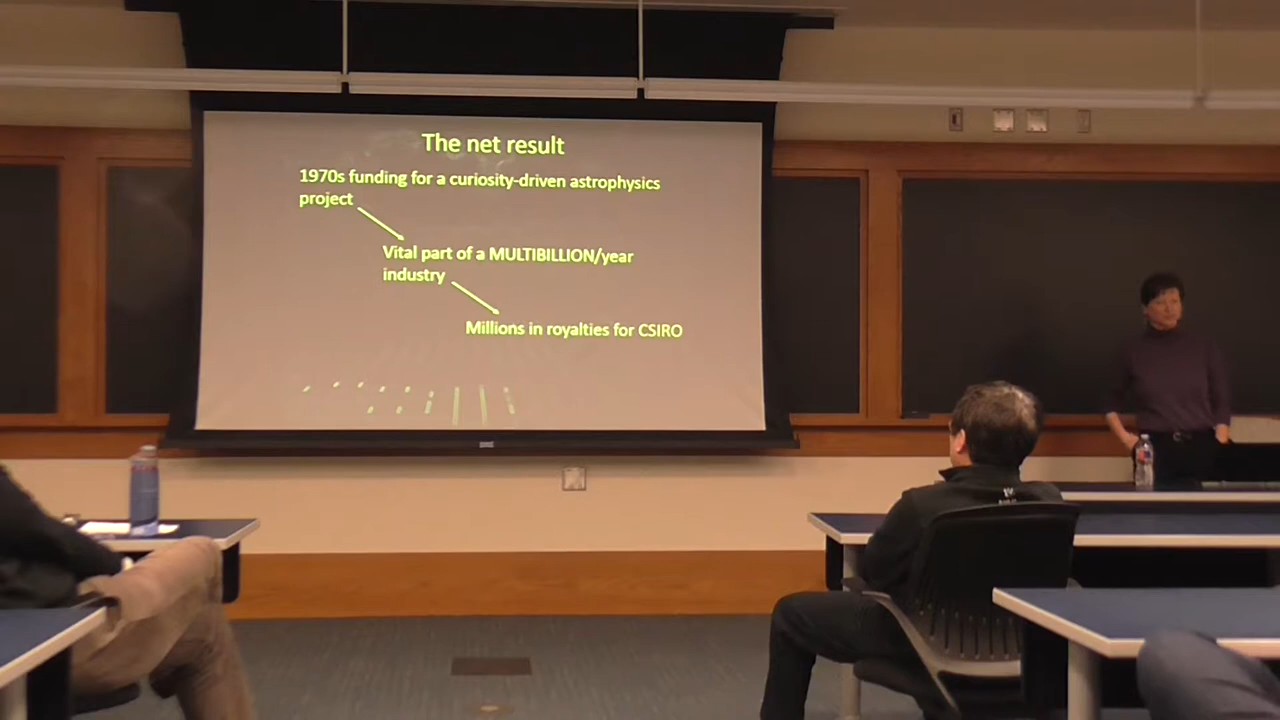 The net result
1970s funding for a curiosity-driven astrophysics
project
Vital part of a MULTIBILLION/year
industry
Millions in royalties for CSIRO